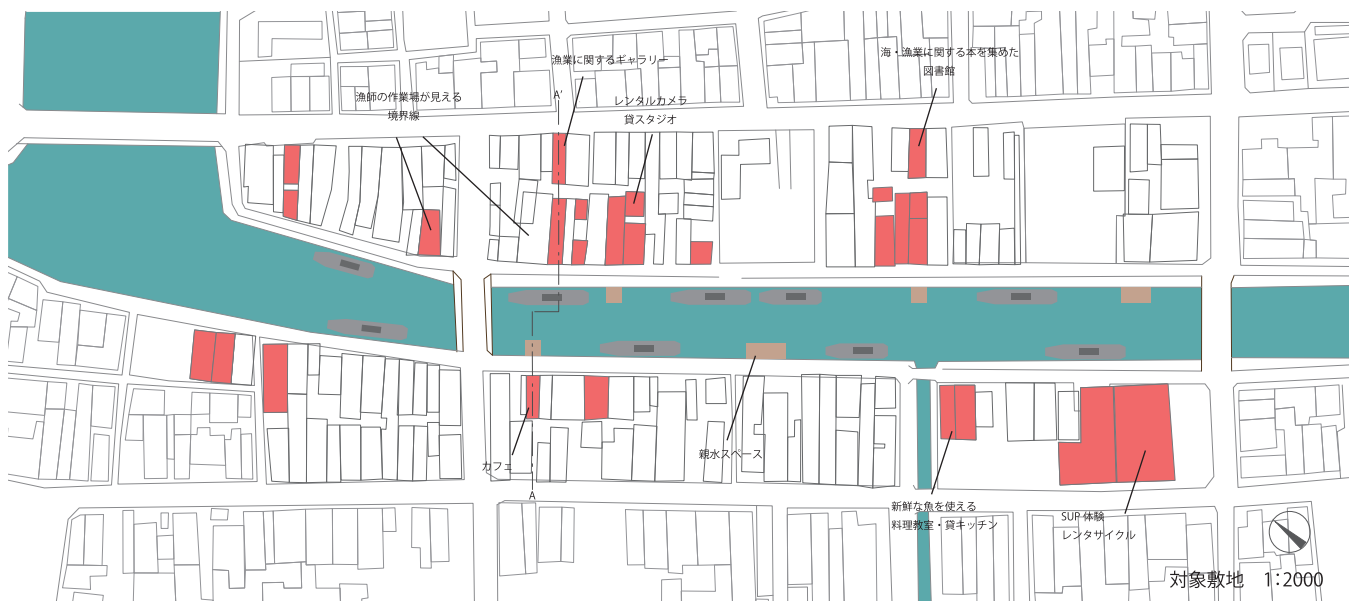 海・漁業に関する本を集めた
図書館
漁業に関するギャラリー
漁師の作業場が見える
境界線
A'
レンタルカメラ
貸スタジオ
カフェ
A
親水スペース
新鮮な魚を使える
料理教室・貸キッチン
SUP 体験
レンタサイクル
対象敷地 1:2000